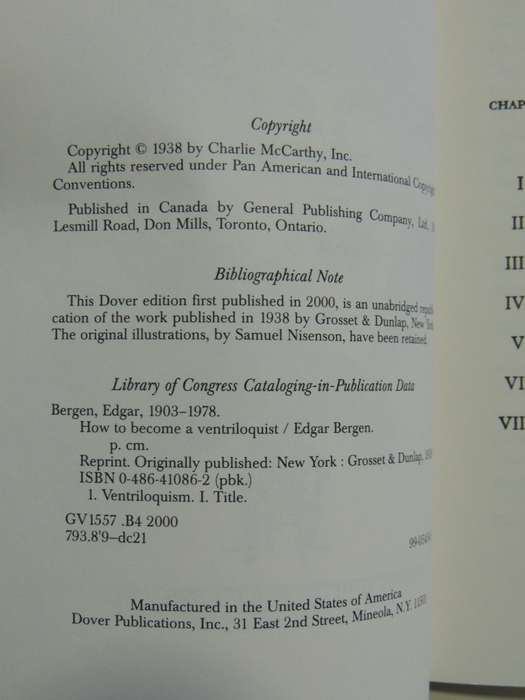 Copyright
Copyright © 1938 by Charlie McCarthy, Inc.
All rights reserved under Pan American and International Copyright
Conventions.
Published in Canada by General Publishing Company, Ltd.
Lesmill Road, Don Mills, Toronto, Ontario.
Bibliographical Note
This Dover edition first published in 2000, is an unabridged republi-
cation of the work published in 1938 by Grosset & Dunlap, New York.
The original illustrations, by Samuel Nisenson, have been retained.
Library of Congress Cataloging-in-Publication Data
Bergen, Edgar, 1903–1978.
How to become a ventriloquist / Edgar Bergen.
p. cm.
Reprint. Originally published: New York : Grosset & Dunlap,
ISBN 0-486-41086-2 (pbk.)
1. Ventriloquism. I. Title.
GV1557 .B4 2000
793.8'9–dc21
Manufactured in the United States of America
Dover Publications, Inc., 31 East 2nd Street, Mineola, N.Y.
CHAP
I
II
III
IV
V
VI
VII